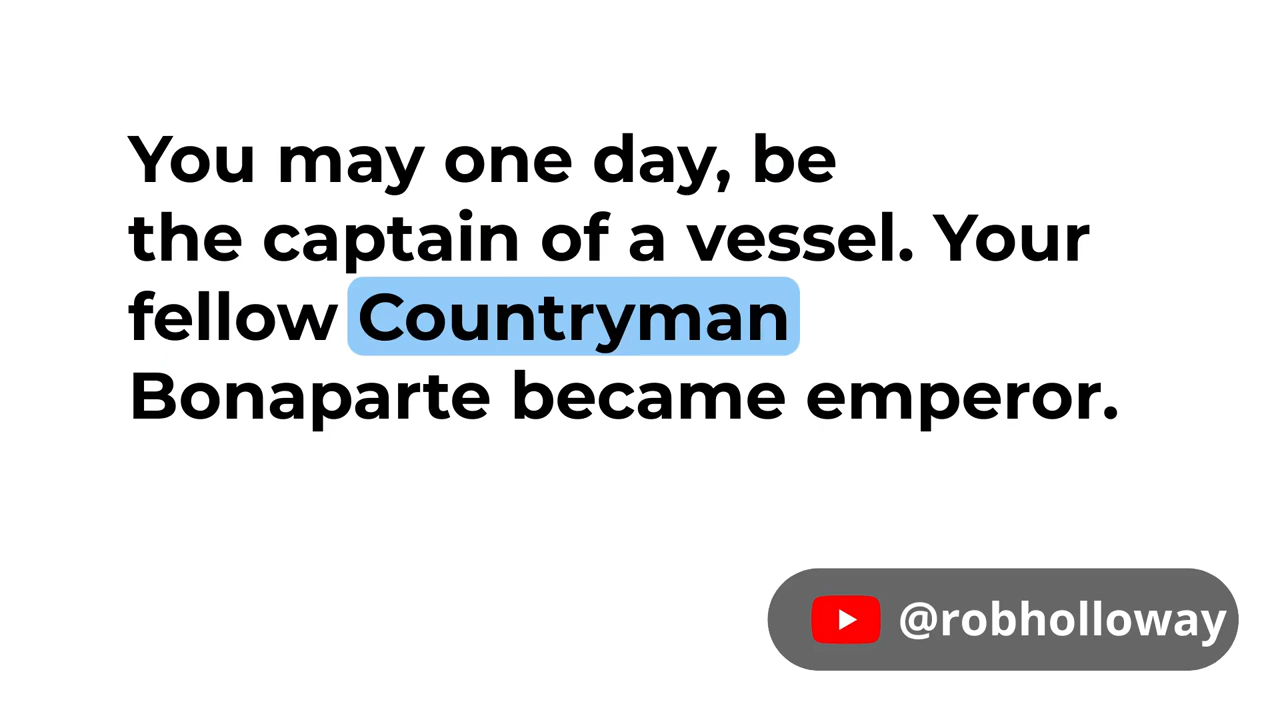 You may one day, be
the captain of a vessel. Your
fellow Countryman
Bonaparte became emperor.
@robholloway